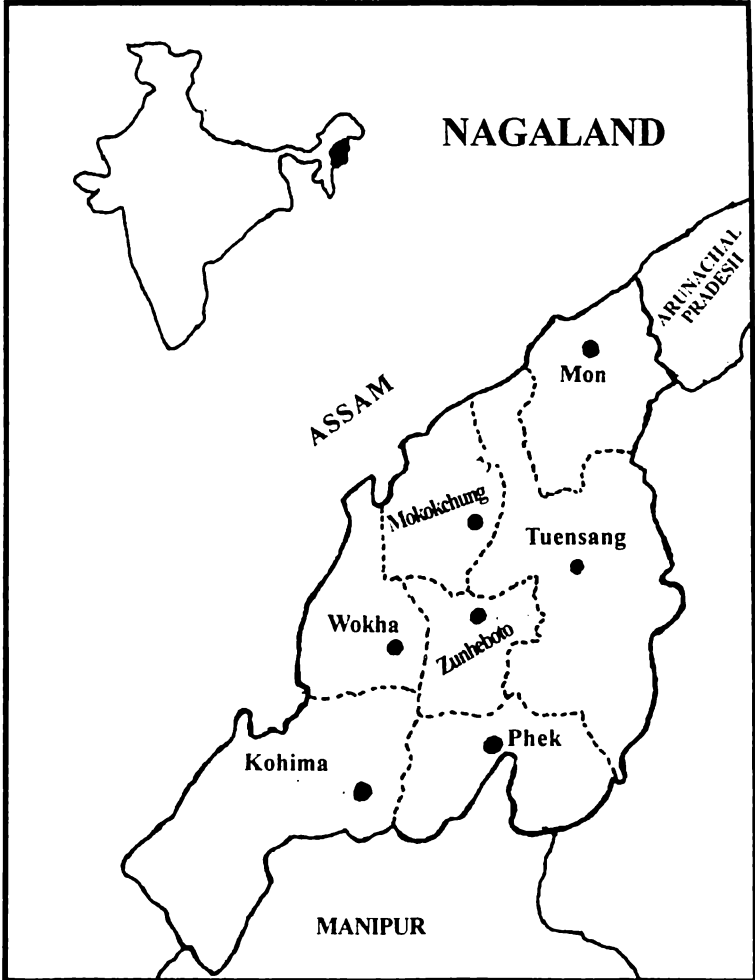 NAGALAND
ARUNACHAL
PRADESH
Mon
ASSAM
Mokokchung
Tuensang
Wokha
Zunheboto
Phek
Kohima
MANIPUR